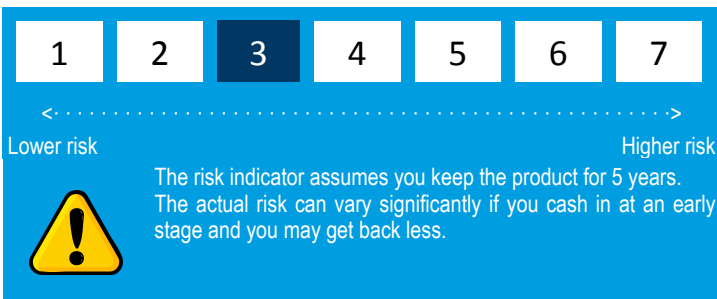 1 2 3 4 5 6 7
Lower risk Higher risk
The risk indicator assumes you keep the product for 5 years.
The actual risk can vary significantly if you cash in at an early
stage and you may get back less.